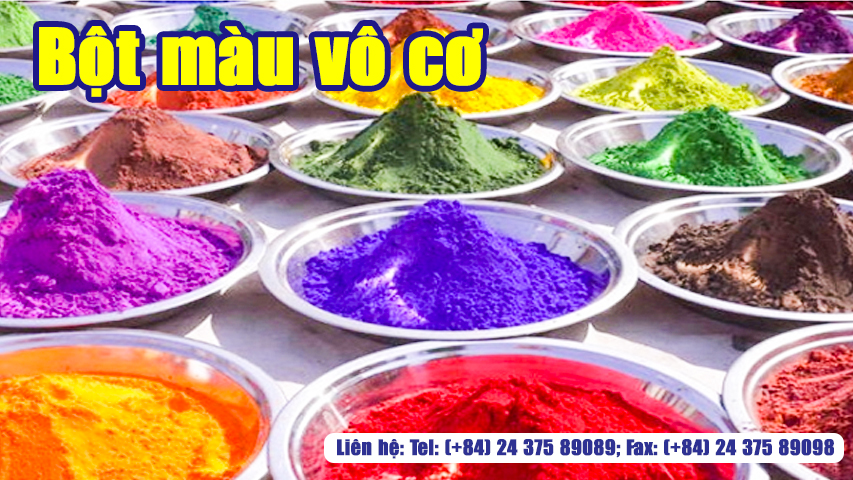 Bột màu vô cơ
Liên hệ: Tel: (+84) 24 375 89089; Fax: (+84) 24 375 89098